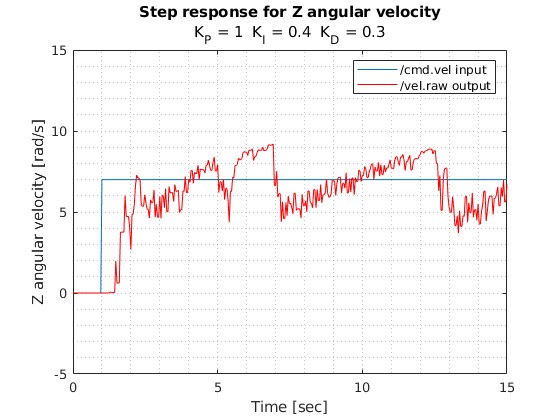 Step response for Z angular velocity
K_P = 1 K_I = 0.4 K_D = 0.3
15
/cmd.vel input
/vel.raw output
10
5
0
-5
Z angular velocity [rad/s]
0 5 10 15
Time [sec]